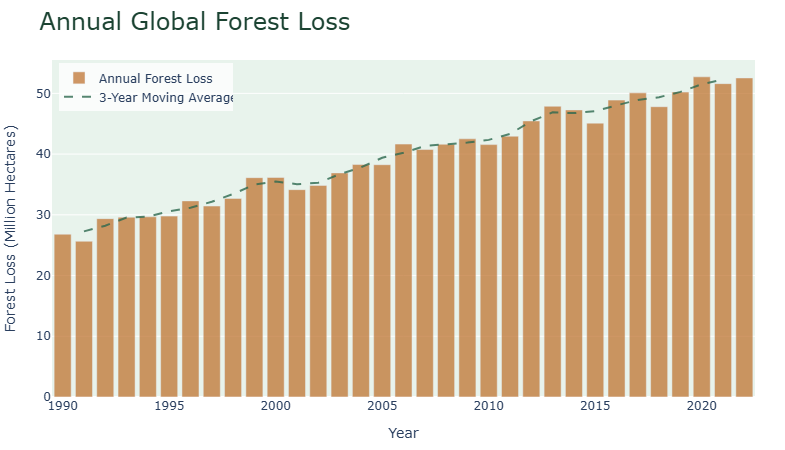 Annual Global Forest Loss
Annual Forest Loss
3-Year Moving Average
Forest Loss (Million Hectares)
50
40
30
20
10
0
1990 1995 2000 2005 2010 2015 2020
Year